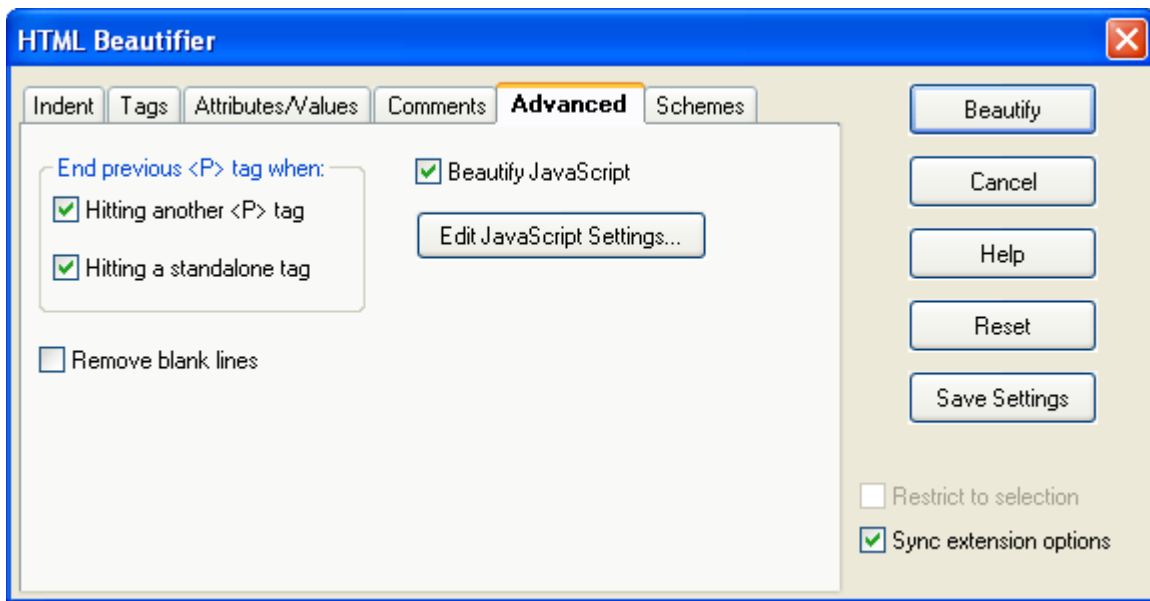 HTML Beautifier
Indent Tags Attributes/Values Comments Advanced Schemes
End previous <P> tag when:
Hitting another <P> tag
Hitting a standalone tag
Remove blank lines
Beautify JavaScript
Edit JavaScript Settings...
Beautify
Cancel
Help
Reset
Save Settings
Restrict to selection
Sync extension options